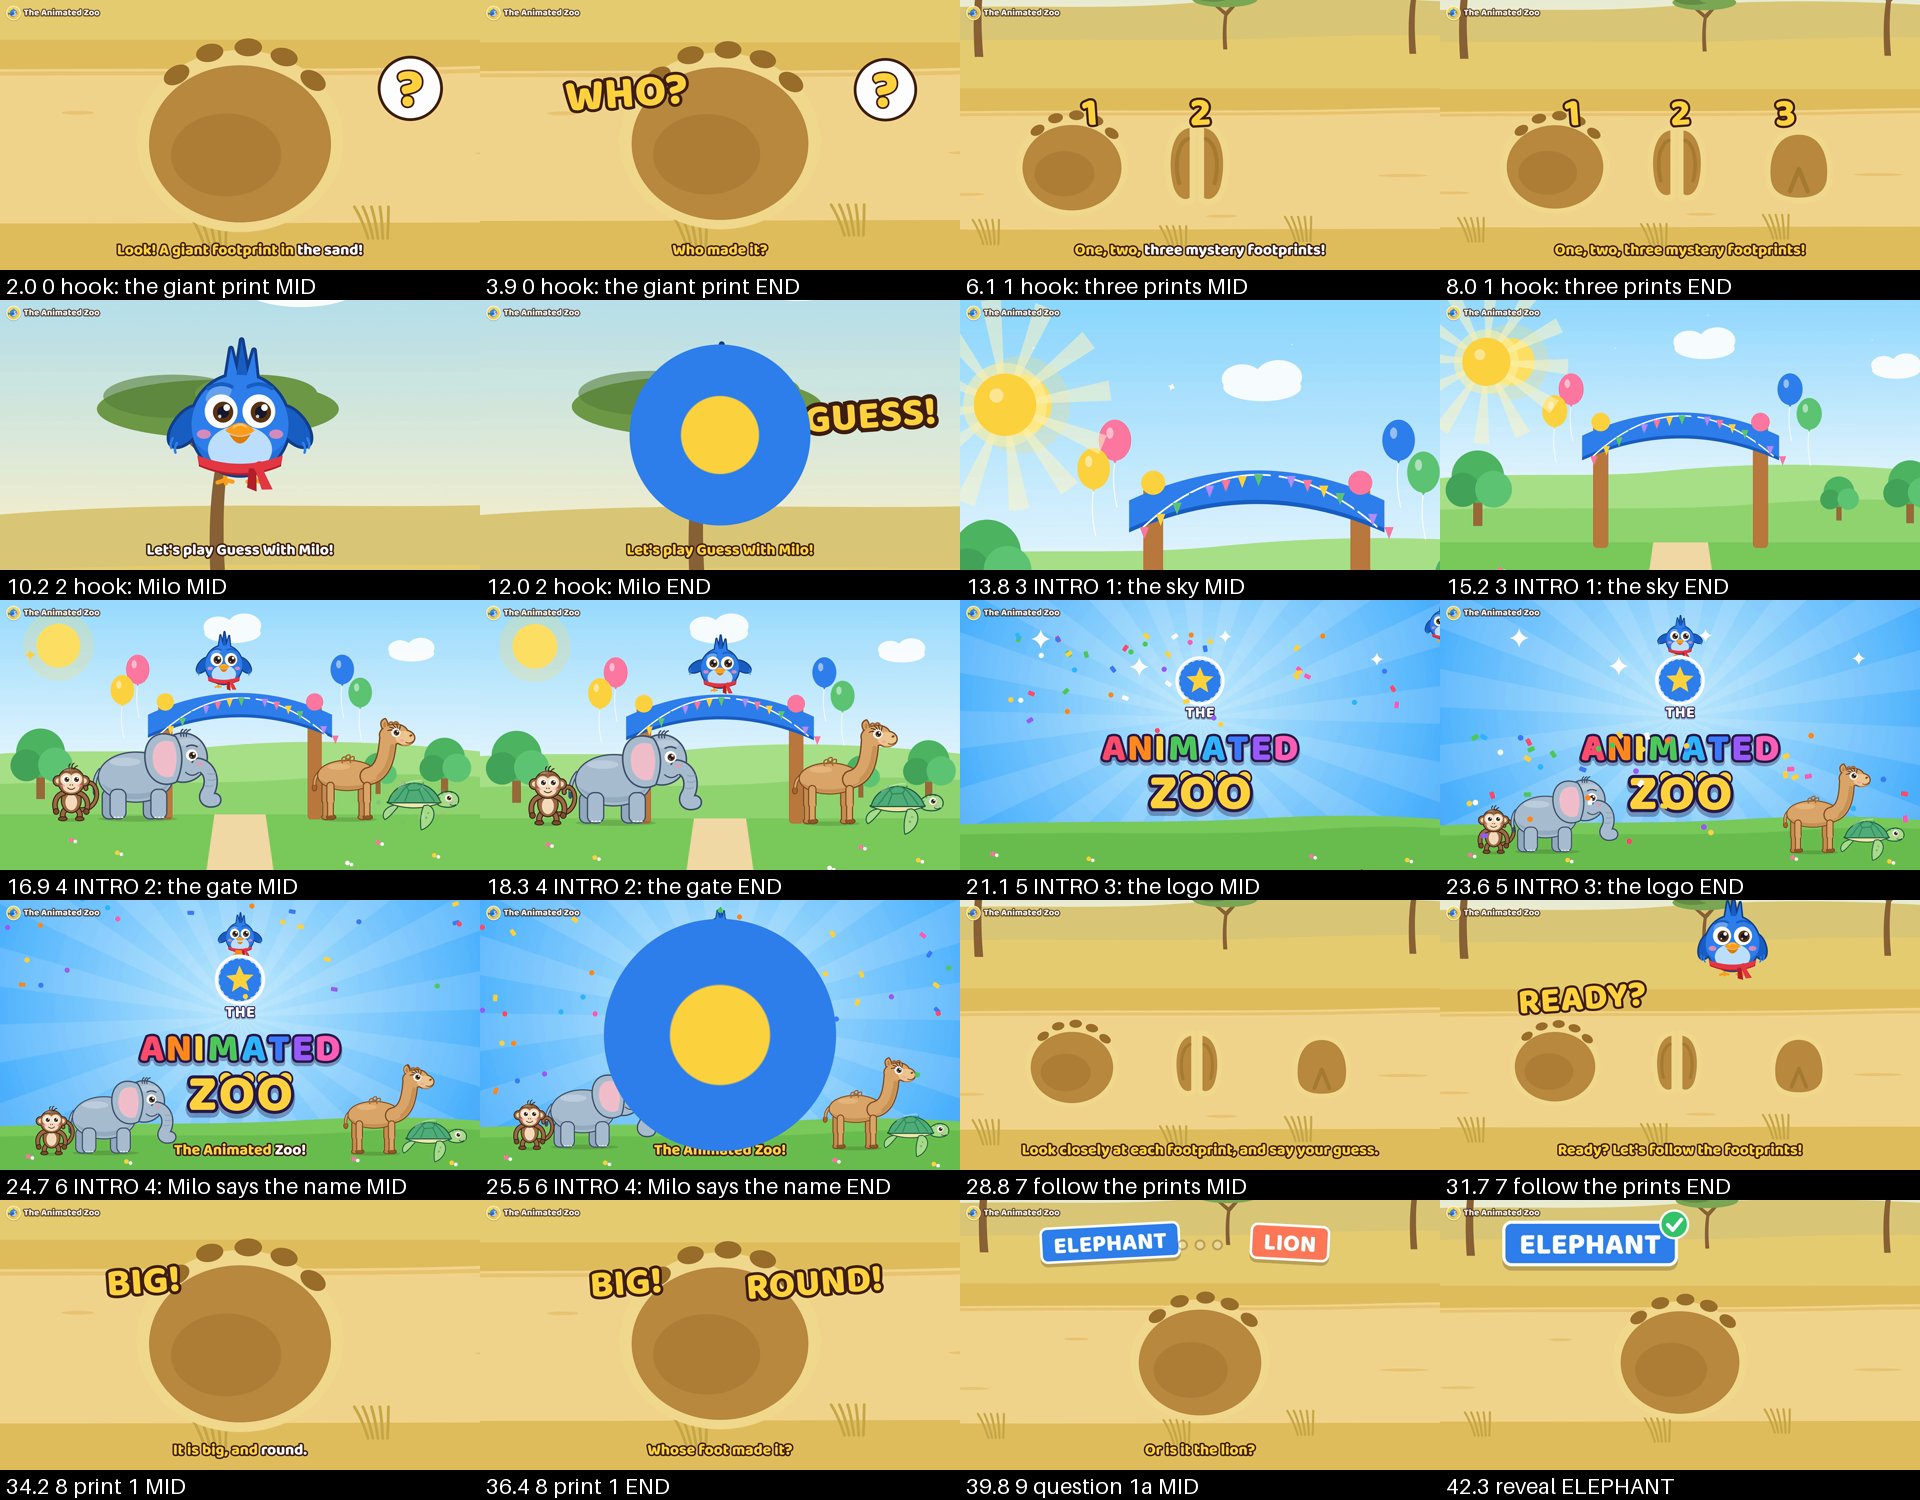 The Animated Zoo
The Animated Zoo
The Animated Zoo
The Animated Zoo
?
WHO?
?
1
2
1
2
3
Look! A giant footprint in the sand!
Who made it?
One, two, three mystery footprints!
One, two, three mystery footprints!
2.0 0 hook: the giant print MID
3.9 0 hook: the giant print END
6.1 1 hook: three prints MID
8.0 1 hook: three prints END
The Animated Zoo
The Animated Zoo
The Animated Zoo
The Animated Zoo
GUESS!
Let's play Guess With Milo!
Let's play Guess With Milo!
10.2 2 hook: Milo MID
12.0 2 hook: Milo END
13.8 3 INTRO 1: the sky MID
15.2 3 INTRO 1: the sky END
The Animated Zoo
The Animated Zoo
The Animated Zoo
The Animated Zoo
THE
ANIMATED
ZOO
THE
ANIMATED
ZOO
16.9 4 INTRO 2: the gate MID
18.3 4 INTRO 2: the gate END
21.1 5 INTRO 3: the logo MID
23.6 5 INTRO 3: the logo END
The Animated Zoo
The Animated Zoo
The Animated Zoo
The Animated Zoo
THE
ANIMATED
ZOO
READY?
The Animated Zoo!
The Animated Zoo!
Look closely at each footprint, and say your guess.
Ready? Let's follow the footprints!
24.7 6 INTRO 4: Milo says the name MID
25.5 6 INTRO 4: Milo says the name END
28.8 7 follow the prints MID
31.7 7 follow the prints END
The Animated Zoo
The Animated Zoo
The Animated Zoo
The Animated Zoo
BIG!
BIG!
ROUND!
ELEPHANT
LION
ELEPHANT
It is big, and round.
Whose foot made it?
Or is it the lion?
34.2 8 print 1 MID
36.4 8 print 1 END
39.8 9 question 1a MID
42.3 reveal ELEPHANT